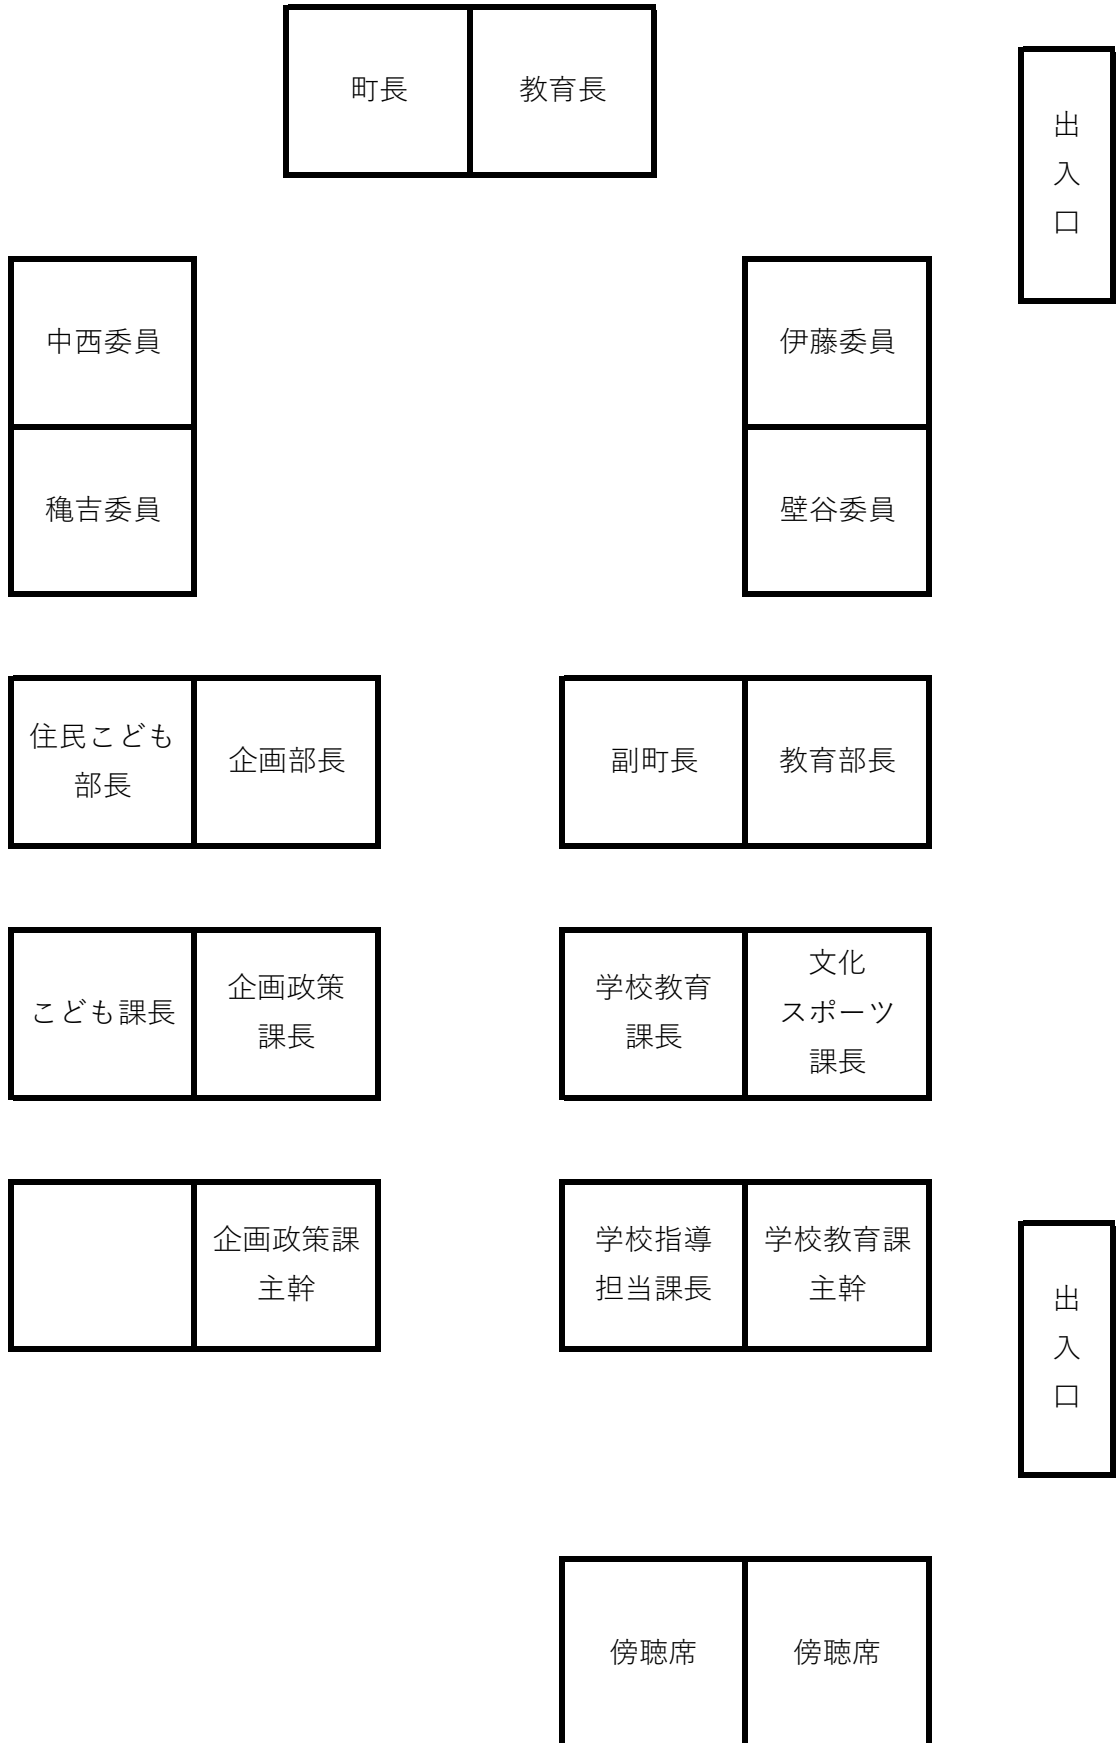 町長
教育長
出
入
口
中西委員
伊藤委員
穐吉委員
壁谷委員
住民こども
部長
企画部長
副町長
教育部長
こども課長
企画政策
課長
学校教育
課長
文化
スポーツ
課長
企画政策課
主幹
学校指導
担当課長
学校教育課
主幹
出
入
口
傍聴席
傍聴席